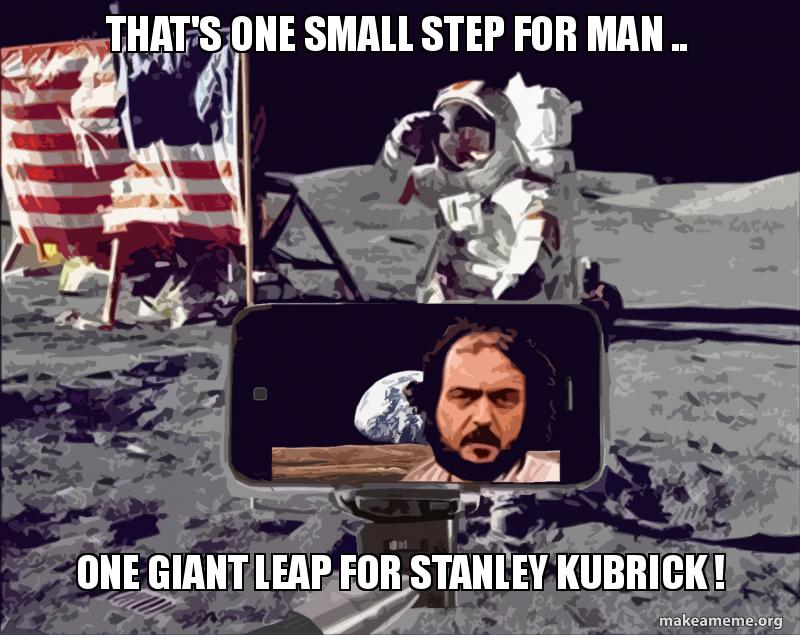 THAT'S ONE SMALL STEP FOR MAN ..
ONE GIANT LEAP FOR STANLEY KUBRICK !
makeameme.org